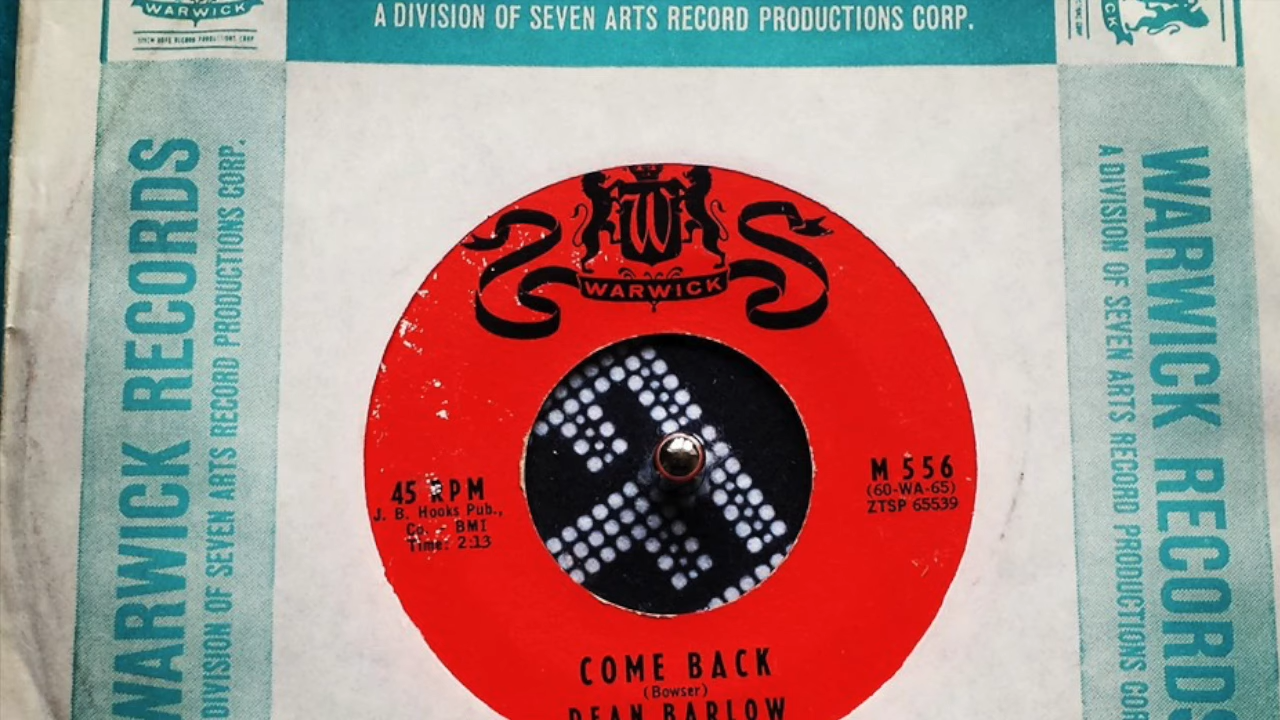 WARWICK
A DIVISION OF SEVEN ARTS RECORD PRODUCTIONS CORP.
WARWICK RECORDS
A DIVISION OF SEVEN ARTS RECORD PRODUCTIONS CORP.
W
WARWICK
45 RPM
J. B. Hooks Pub.,
Co. - BMI
Time: 2:13
M 556
(60-WA-65)
ZTSP 65539
COME BACK
(Bowser)
DEAN BARLOW
WARWICK RECORDS
A DIVISION OF SEVEN ARTS RECORD PRODUCTIONS COR